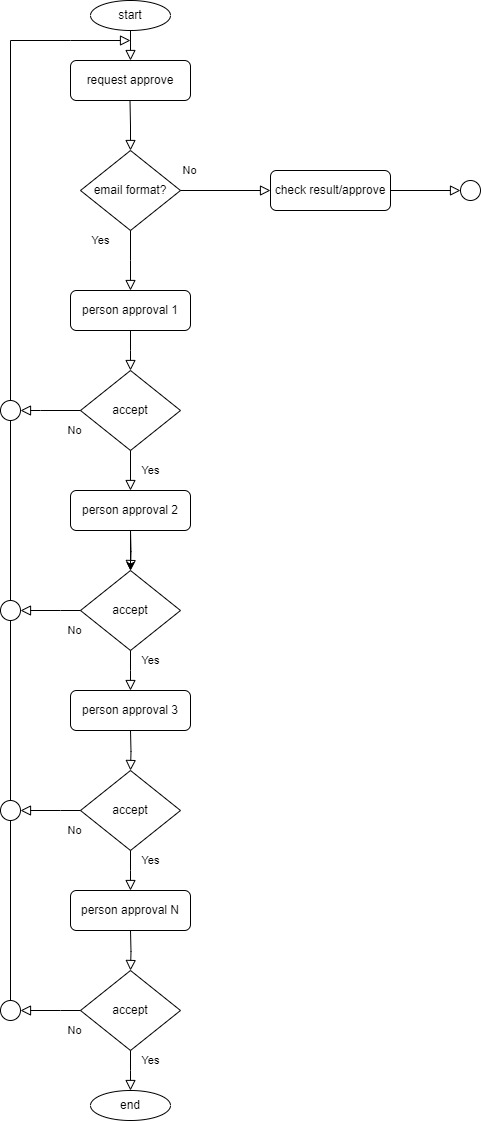 start
request approve
email format?
No
check result/approve
Yes
person approval 1
accept
No
Yes
person approval 2
accept
No
Yes
person approval 3
accept
No
Yes
person approval N
accept
No
Yes
end